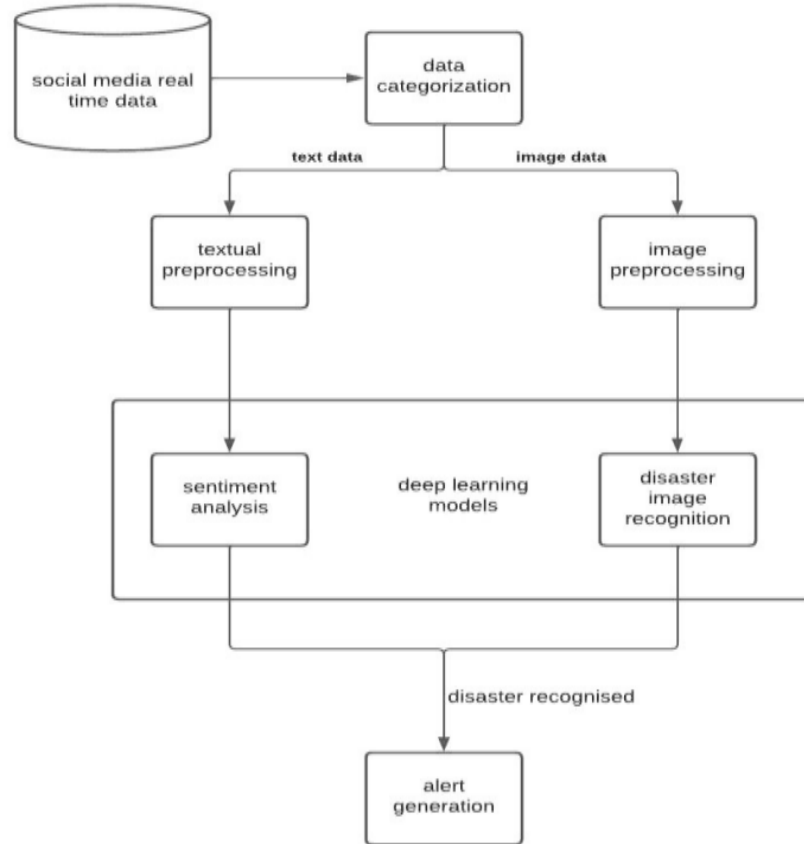 social media real
time data
data
categorization
text data
image data
textual
preprocessing
image
preprocessing
sentiment
analysis
deep learning
models
disaster
image
recognition
disaster recognised
alert
generation